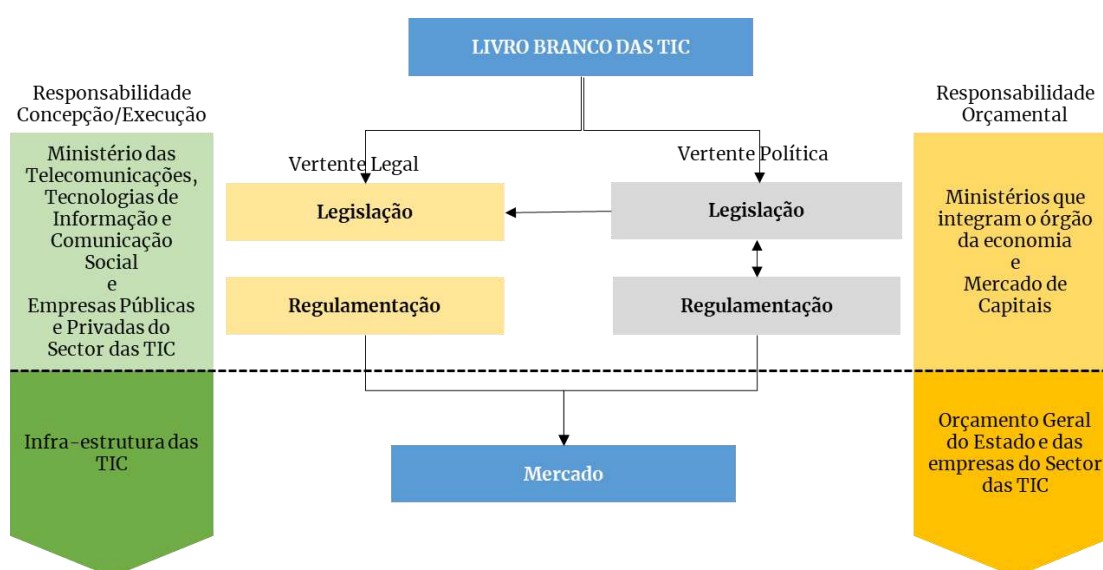 LIVRO BRANCO DAS TIC
Responsabilidade
Concepção/Execução
Responsabilidade
Orçamental
Ministério das
Telecomunicações,
Tecnologias de
Informação e
Comunicação
Social
e
Empresas Públicas
e Privadas do
Sector das TIC
Vertente Legal
Vertente Política
Legislação
Legislação
Regulamentação
Regulamentação
Ministérios que
integram o órgão
da economia
e
Mercado de
Capitais
Infra-estrutura das
TIC
Mercado
Orçamento Geral
do Estado e das
empresas do Sector
das TIC